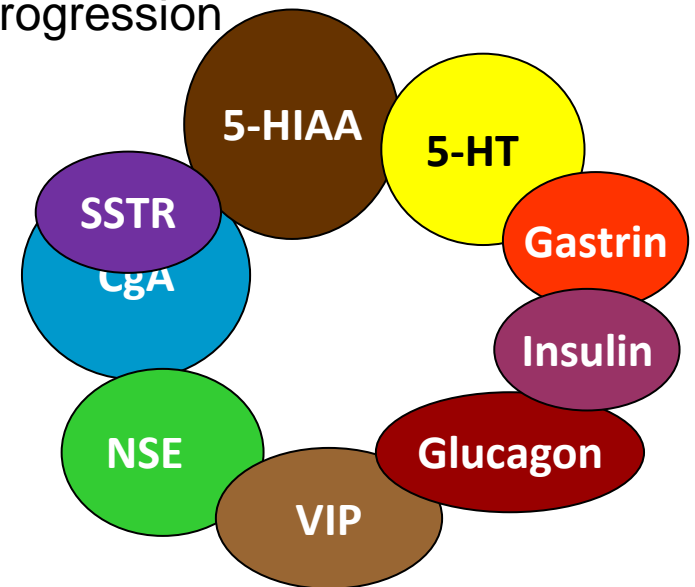 rogression
5-HIAA
5-HT
SSTR
Gastrin
CgA
Insulin
NSE
Glucagon
VIP